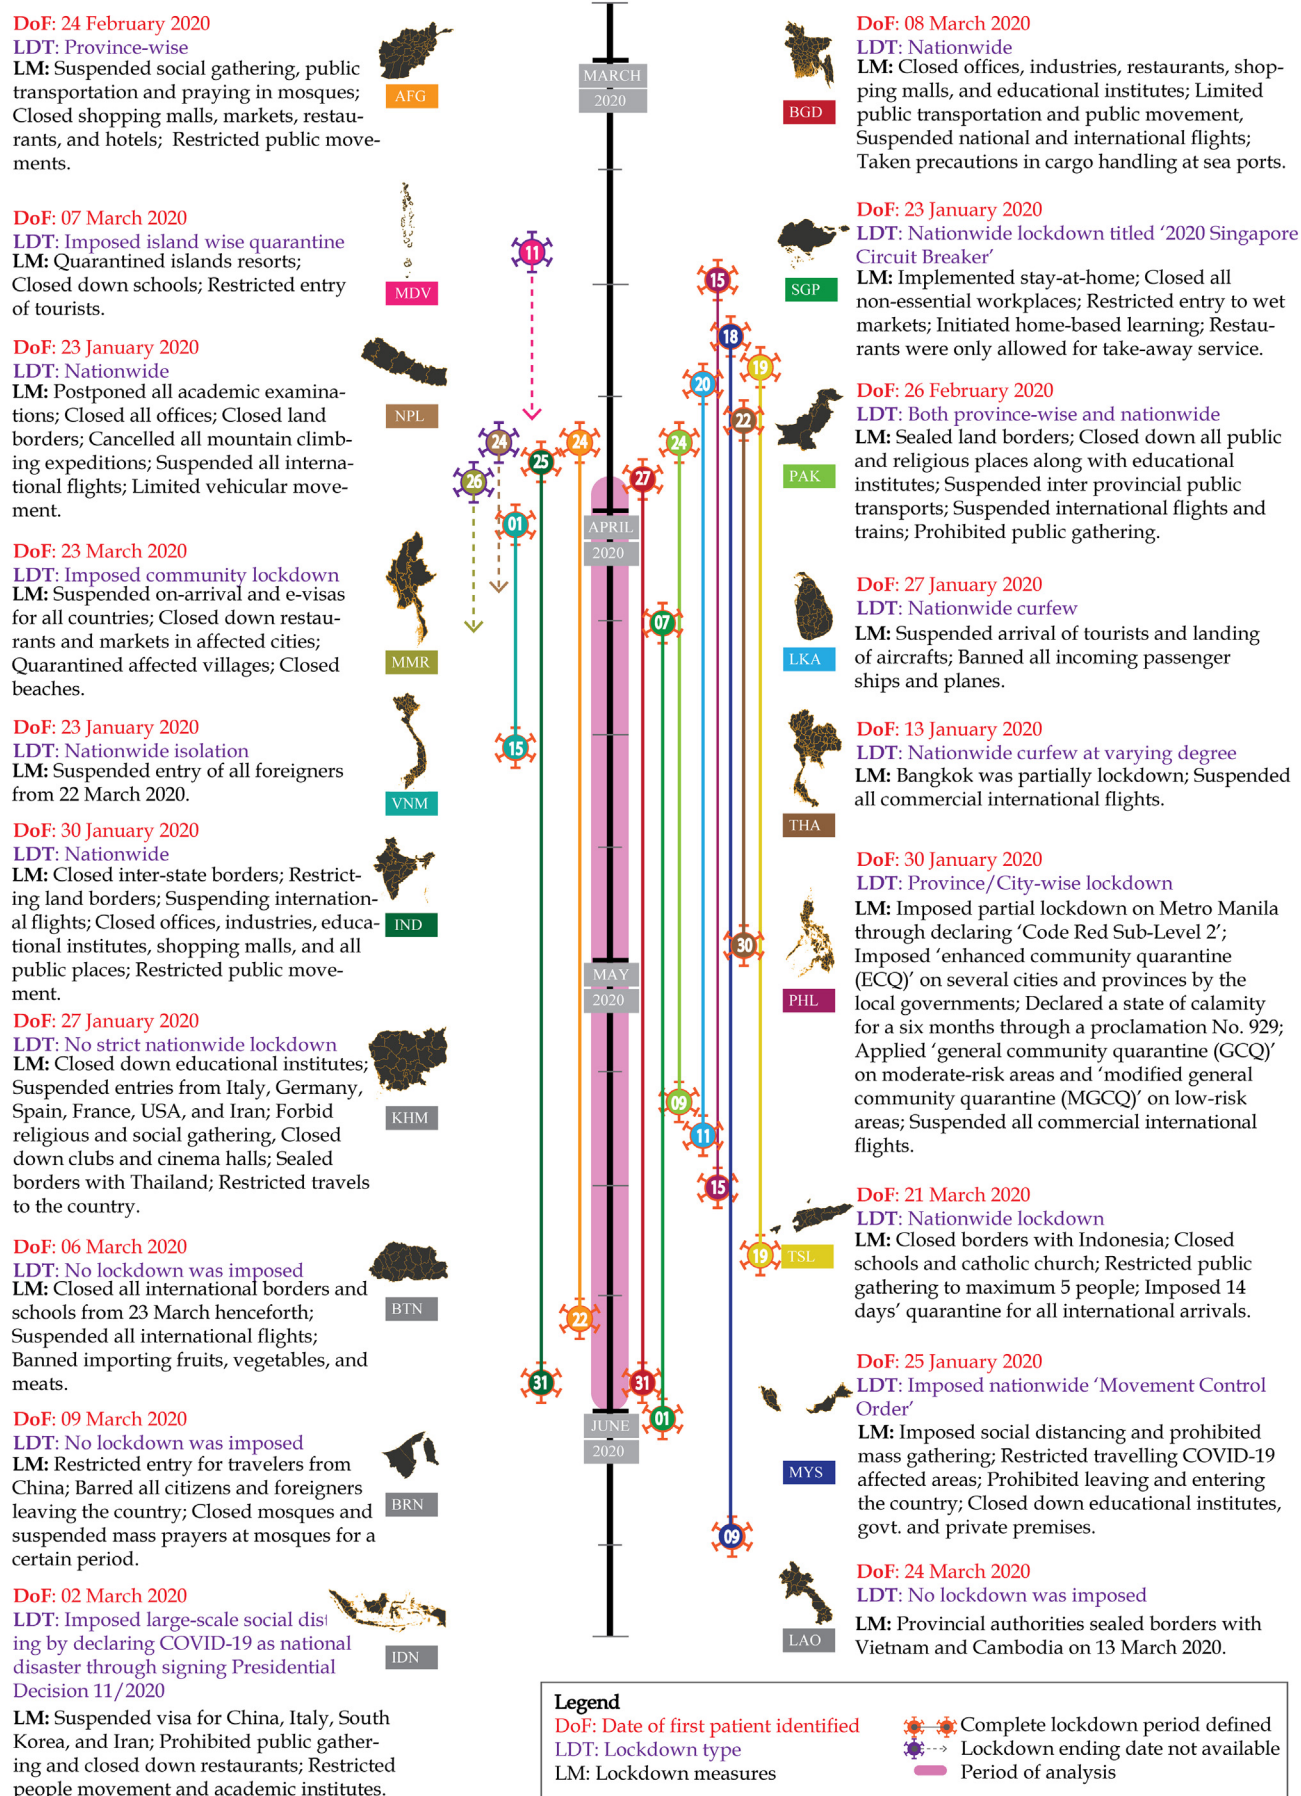 DoF: 24 February 2020
LDT: Province-wise
LM: Suspended social gathering, public
transportation and praying in mosques;
Closed shopping malls, markets, restau-
rants, and hotels; Restricted public move-
ments.
AFG
DoF: 07 March 2020
LDT: Imposed island wise quarantine
LM: Quarantined islands resorts;
Closed down schools; Restricted entry
of tourists.
MDV
DoF: 23 January 2020
LDT: Nationwide
LM: Postponed all academic examina-
tions; Closed all offices; Closed land
borders; Cancelled all mountain climb-
ing expeditions; Suspended all interna-
tional flights; Limited vehicular move-
ment.
NPL
DoF: 23 March 2020
LDT: Imposed community lockdown
LM: Suspended on-arrival and e-visas
for all countries; Closed down restau-
rants and markets in affected cities;
Quarantined affected villages; Closed
beaches.
MMR
DoF: 23 January 2020
LDT: Nationwide isolation
LM: Suspended entry of all foreigners
from 22 March 2020.
VNM
DoF: 30 January 2020
LDT: Nationwide
LM: Closed inter-state borders; Restrict-
ing land borders; Suspending internation-
al flights; Closed offices, industries, educa-
tional institutes, shopping malls, and all
public places; Restricted public move-
ment.
IND
DoF: 27 January 2020
LDT: No strict nationwide lockdown
LM: Closed down educational institutes;
Suspended entries from Italy, Germany,
Spain, France, USA, and Iran; Forbid
religious and social gathering, Closed
down clubs and cinema halls; Sealed
borders with Thailand; Restricted travels
to the country.
KHM
DoF: 06 March 2020
LDT: No lockdown was imposed
LM: Closed all international borders and
schools from 23 March henceforth;
Suspended all international flights;
Banned importing fruits, vegetables, and
meats.
BTN
DoF: 09 March 2020
LDT: No lockdown was imposed
LM: Restricted entry for travelers from
China; Barred all citizens and foreigners
leaving the country; Closed mosques and
suspended mass prayers at mosques for a
certain period.
BRN
DoF: 02 March 2020
LDT: Imposed large-scale social dist
ing by declaring COVID-19 as national
disaster through signing Presidential
Decision 11/2020
LM: Suspended visa for China, Italy, South
Korea, and Iran; Prohibited public gather-
ing and closed down restaurants; Restricted
people movement and academic institutes.
IDN
MARCH
2020
11
15
18
19
20
22
24
24
24
25
26
27
01
APRIL
2020
07
15
30
MAY
2020
09
11
15
19
22
31
31
01
JUNE
2020
09
DoF: 08 March 2020
LDT: Nationwide
LM: Closed offices, industries, restaurants, shop-
ping malls, and educational institutes; Limited
public transportation and public movement,
Suspended national and international flights;
Taken precautions in cargo handling at sea ports.
BGD
DoF: 23 January 2020
LDT: Nationwide lockdown titled ‘2020 Singapore
Circuit Breaker’
LM: Implemented stay-at-home; Closed all
non-essential workplaces; Restricted entry to wet
markets; Initiated home-based learning; Restau-
rants were only allowed for take-away service.
SGP
DoF: 26 February 2020
LDT: Both province-wise and nationwide
LM: Sealed land borders; Closed down all public
and religious places along with educational
institutes; Suspended inter provincial public
transports; Suspended international flights and
trains; Prohibited public gathering.
PAK
DoF: 27 January 2020
LDT: Nationwide curfew
LM: Suspended arrival of tourists and landing
of aircrafts; Banned all incoming passenger
ships and planes.
LKA
DoF: 13 January 2020
LDT: Nationwide curfew at varying degree
LM: Bangkok was partially lockdown; Suspended
all commercial international flights.
THA
DoF: 30 January 2020
LDT: Province/City-wise lockdown
LM: Imposed partial lockdown on Metro Manila
through declaring ‘Code Red Sub-Level 2’;
Imposed ‘enhanced community quarantine
(ECQ)’ on several cities and provinces by the
local governments; Declared a state of calamity
for a six months through a proclamation No. 929;
Applied ‘general community quarantine (GCQ)’
on moderate-risk areas and ‘modified general
community quarantine (MGCQ)’ on low-risk
areas; Suspended all commercial international
flights.
PHL
DoF: 21 March 2020
LDT: Nationwide lockdown
LM: Closed borders with Indonesia; Closed
schools and catholic church; Restricted public
gathering to maximum 5 people; Imposed 14
days’ quarantine for all international arrivals.
TSL
DoF: 25 January 2020
LDT: Imposed nationwide ‘Movement Control
Order’
LM: Imposed social distancing and prohibited
mass gathering; Restricted travelling COVID-19
affected areas; Prohibited leaving and entering
the country; Closed down educational institutes,
govt. and private premises.
MYS
DoF: 24 March 2020
LDT: No lockdown was imposed
LM: Provincial authorities sealed borders with
Vietnam and Cambodia on 13 March 2020.
LAO
Legend
DoF: Date of first patient identified
LDT: Lockdown type
LM: Lockdown measures
Complete lockdown period defined
Lockdown ending date not available
Period of analysis